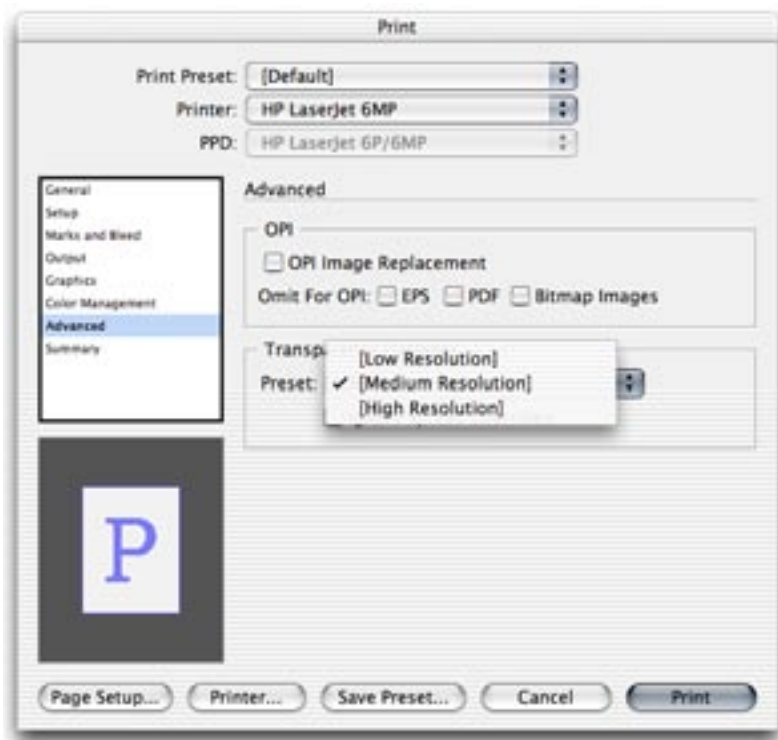 Print
Print Preset: [Default]
Printer: HP LaserJet 6MP
PPD: HP LaserJet 6P/6MP
General
Setup
Marks and Bleed
Output
Graphics
Color Management
Advanced
Summary
Advanced
OPI
OPI Image Replacement
Omit For OPI: EPS PDF Bitmap Images
Transp
Preset:
[Low Resolution]
✓ [Medium Resolution]
[High Resolution]
P
Page Setup... Printer... Save Preset... Cancel Print